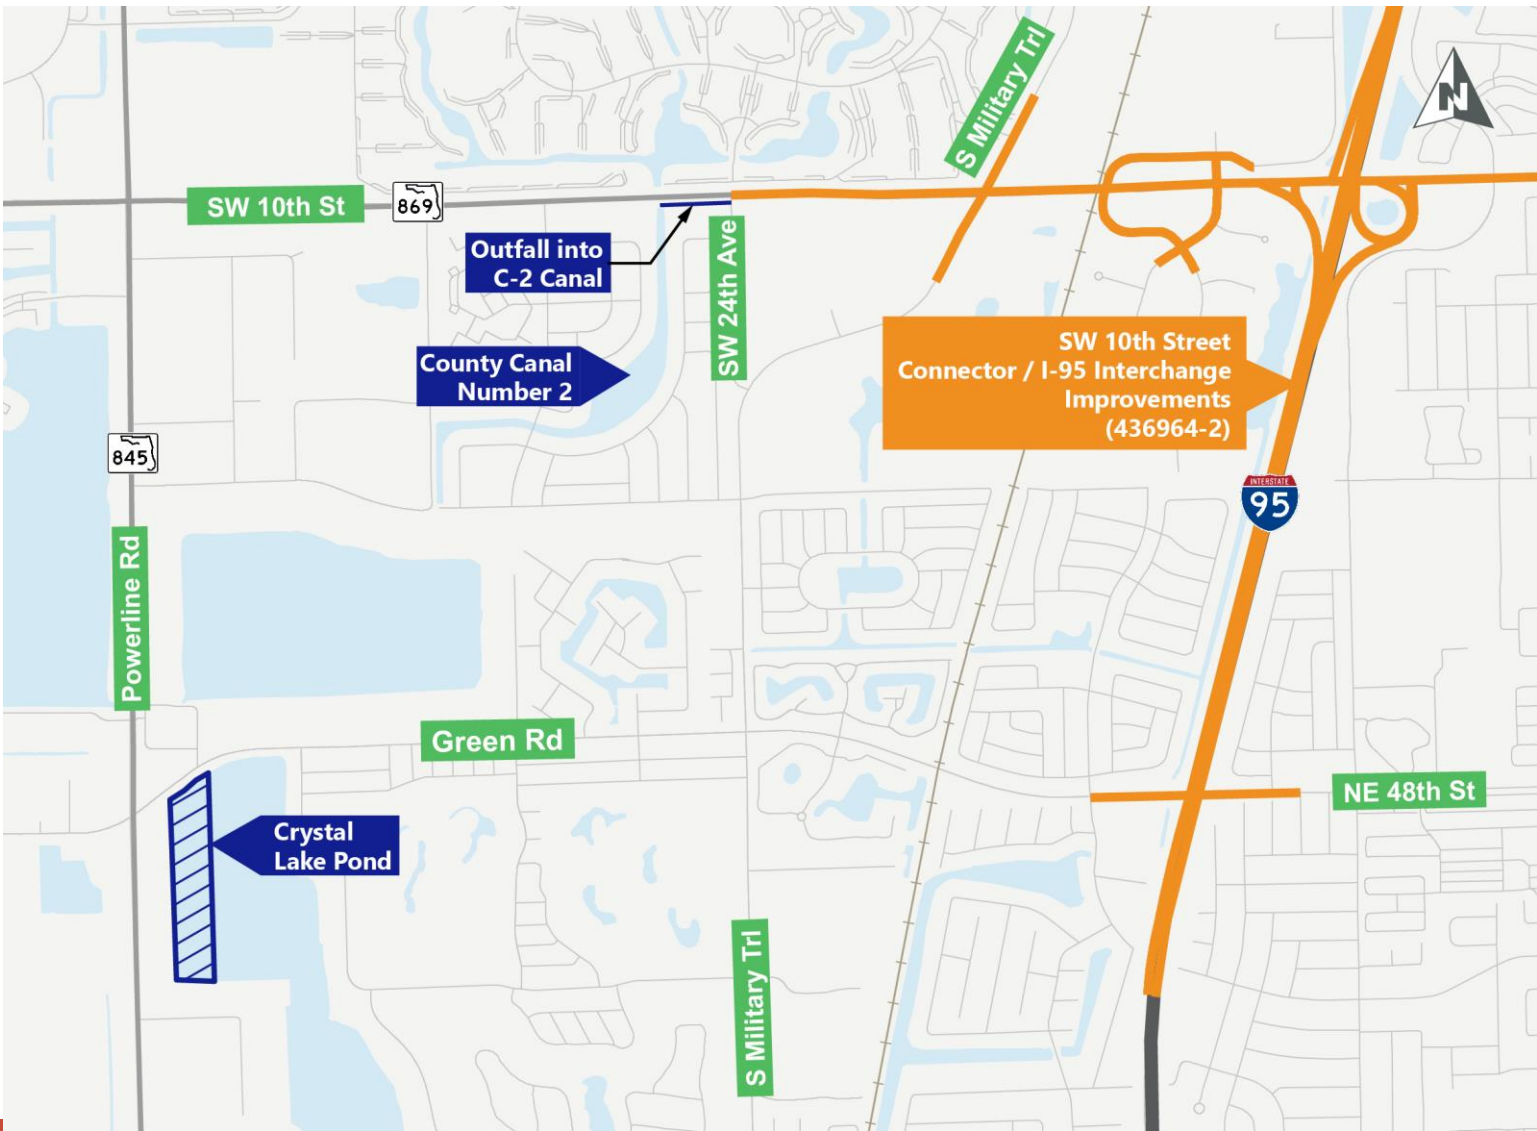 S Military Trl
N
SW 10th St
869
Outfall into
C-2 Canal
SW 24th Ave
County Canal
Number 2
SW 10th Street
Connector / I-95 Interchange
Improvements
(436964-2)
845
INTERSTATE
95
Powerline Rd
Green Rd
NE 48th St
Crystal
Lake Pond
S Military Trl